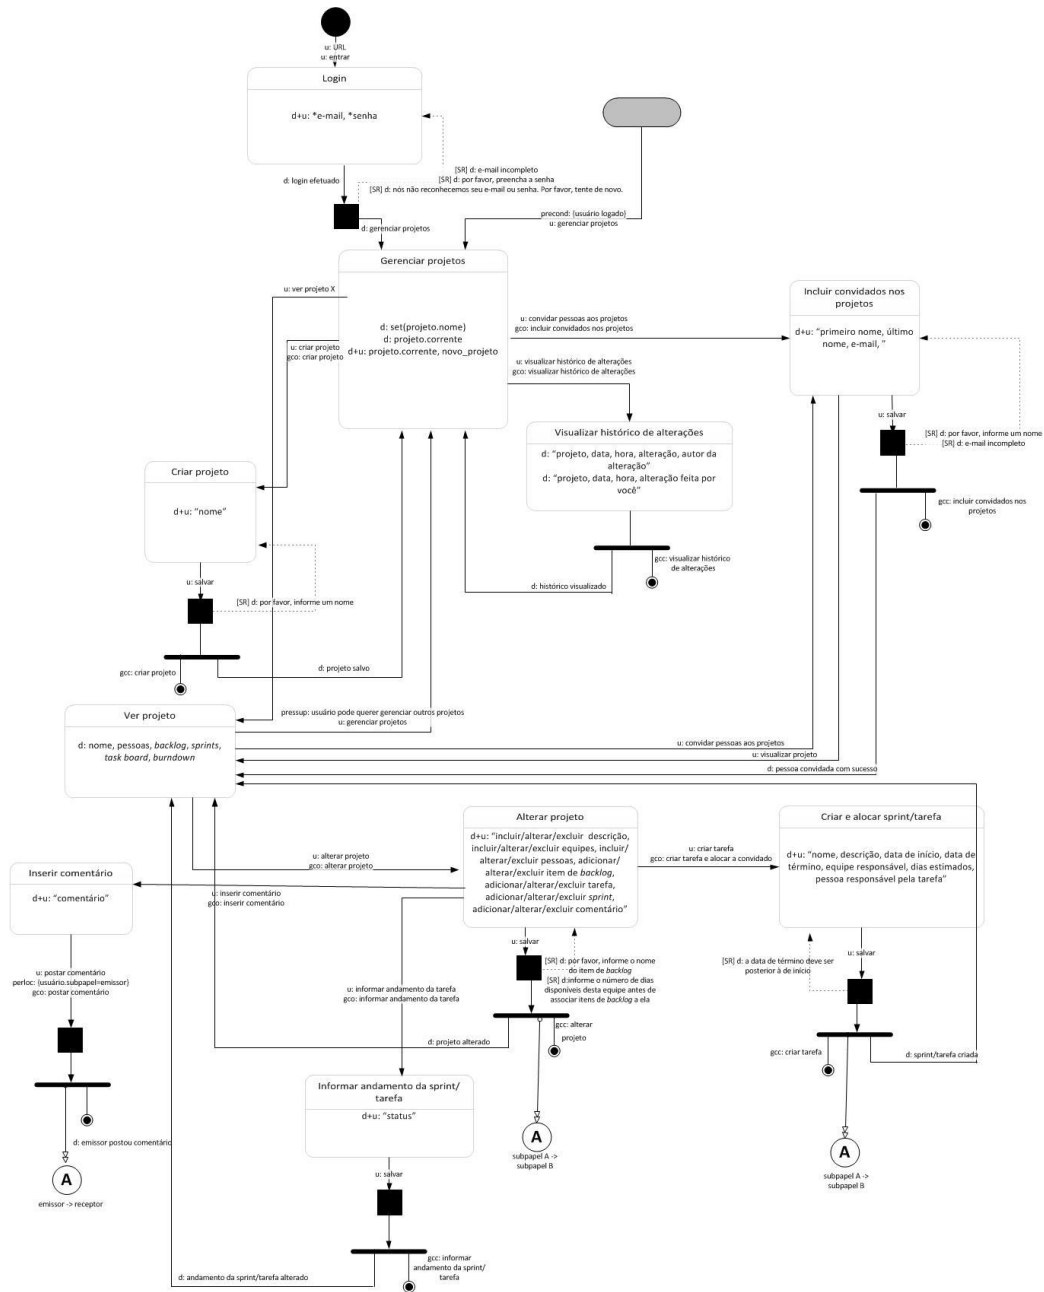 u: URL
u: entrar
Login
d+u: *e-mail, *senha
[SR] d: e-mail incompleto
[SR] d: por favor, preencha a senha
[SR] d: nós não reconhecemos seu e-mail ou senha. Por favor, tente de novo.
d: login efetuado
d: gerenciar projetos
precond: {usuário logado}
u: gerenciar projetos
Gerenciar projetos
d: set(projeto.nome)
d: projeto.corrente
d+u: projeto.corrente, novo_projeto
u: ver projeto X
u: criar projeto
gco: criar projeto
u: convidar pessoas aos projetos
gco: incluir convidados nos projetos
u: visualizar histórico de alterações
gco: visualizar histórico de alterações
Incluir convidados nos
projetos
d+u: “primeiro nome, último
nome, e-mail, ”
u: salvar
[SR] d: por favor, informe um nome
[SR] d: e-mail incompleto
gcc: incluir convidados nos
projetos
Visualizar histórico de alterações
d: “projeto, data, hora, alteração, autor da
alteração”
d: “projeto, data, hora, alteração feita por
você”
gcc: visualizar histórico
de alterações
d: histórico visualizado
Criar projeto
d+u: “nome”
u: salvar
[SR] d: por favor, informe um nome
gcc: criar projeto
d: projeto salvo
Ver projeto
d: nome, pessoas, backlog, sprints,
task board, burndown
pressup: usuário pode querer gerenciar outros projetos
u: gerenciar projetos
u: convidar pessoas aos projetos
u: visualizar projeto
d: pessoa convidada com sucesso
u: alterar projeto
gco: alterar projeto
Alterar projeto
d+u: “incluir/alterar/excluir descrição,
incluir/alterar/excluir equipes, incluir/
alterar/excluir pessoas, adicionar/
alterar/excluir item de backlog,
adicionar/alterar/excluir tarefa,
adicionar/alterar/excluir sprint,
adicionar/alterar/excluir comentário”
u: criar tarefa
gco: criar tarefa e alocar a convidado
Criar e alocar sprint/tarefa
d+u: “nome, descrição, data de início, data de
término, equipe responsável, dias estimados,
pessoa responsável pela tarefa”
Inserir comentário
d+u: “comentário”
u: inserir comentário
gco: inserir comentário
u: salvar
[SR] d: por favor, informe o nome
do item de backlog
[SR] d:informe o número de dias
disponíveis desta equipe antes de
associar itens de backlog a ela
gcc: alterar
projeto
d: projeto alterado
A
subpapel A ->
subpapel B
u: salvar
[SR] d: a data de término deve ser
posterior à de início
gcc: criar tarefa
d: sprint/tarefa criada
A
subpapel A ->
subpapel B
u: postar comentário
perloc: {usuário.subpapel=emissor}
gco: postar comentário
d: emissor postou comentário
A
emissor -> receptor
u: informar andamento da tarefa
gco: informar andamento da tarefa
Informar andamento da sprint/
tarefa
d+u: “status”
u: salvar
gcc: informar
andamento da sprint/
tarefa
d: andamento da sprint/tarefa alterado